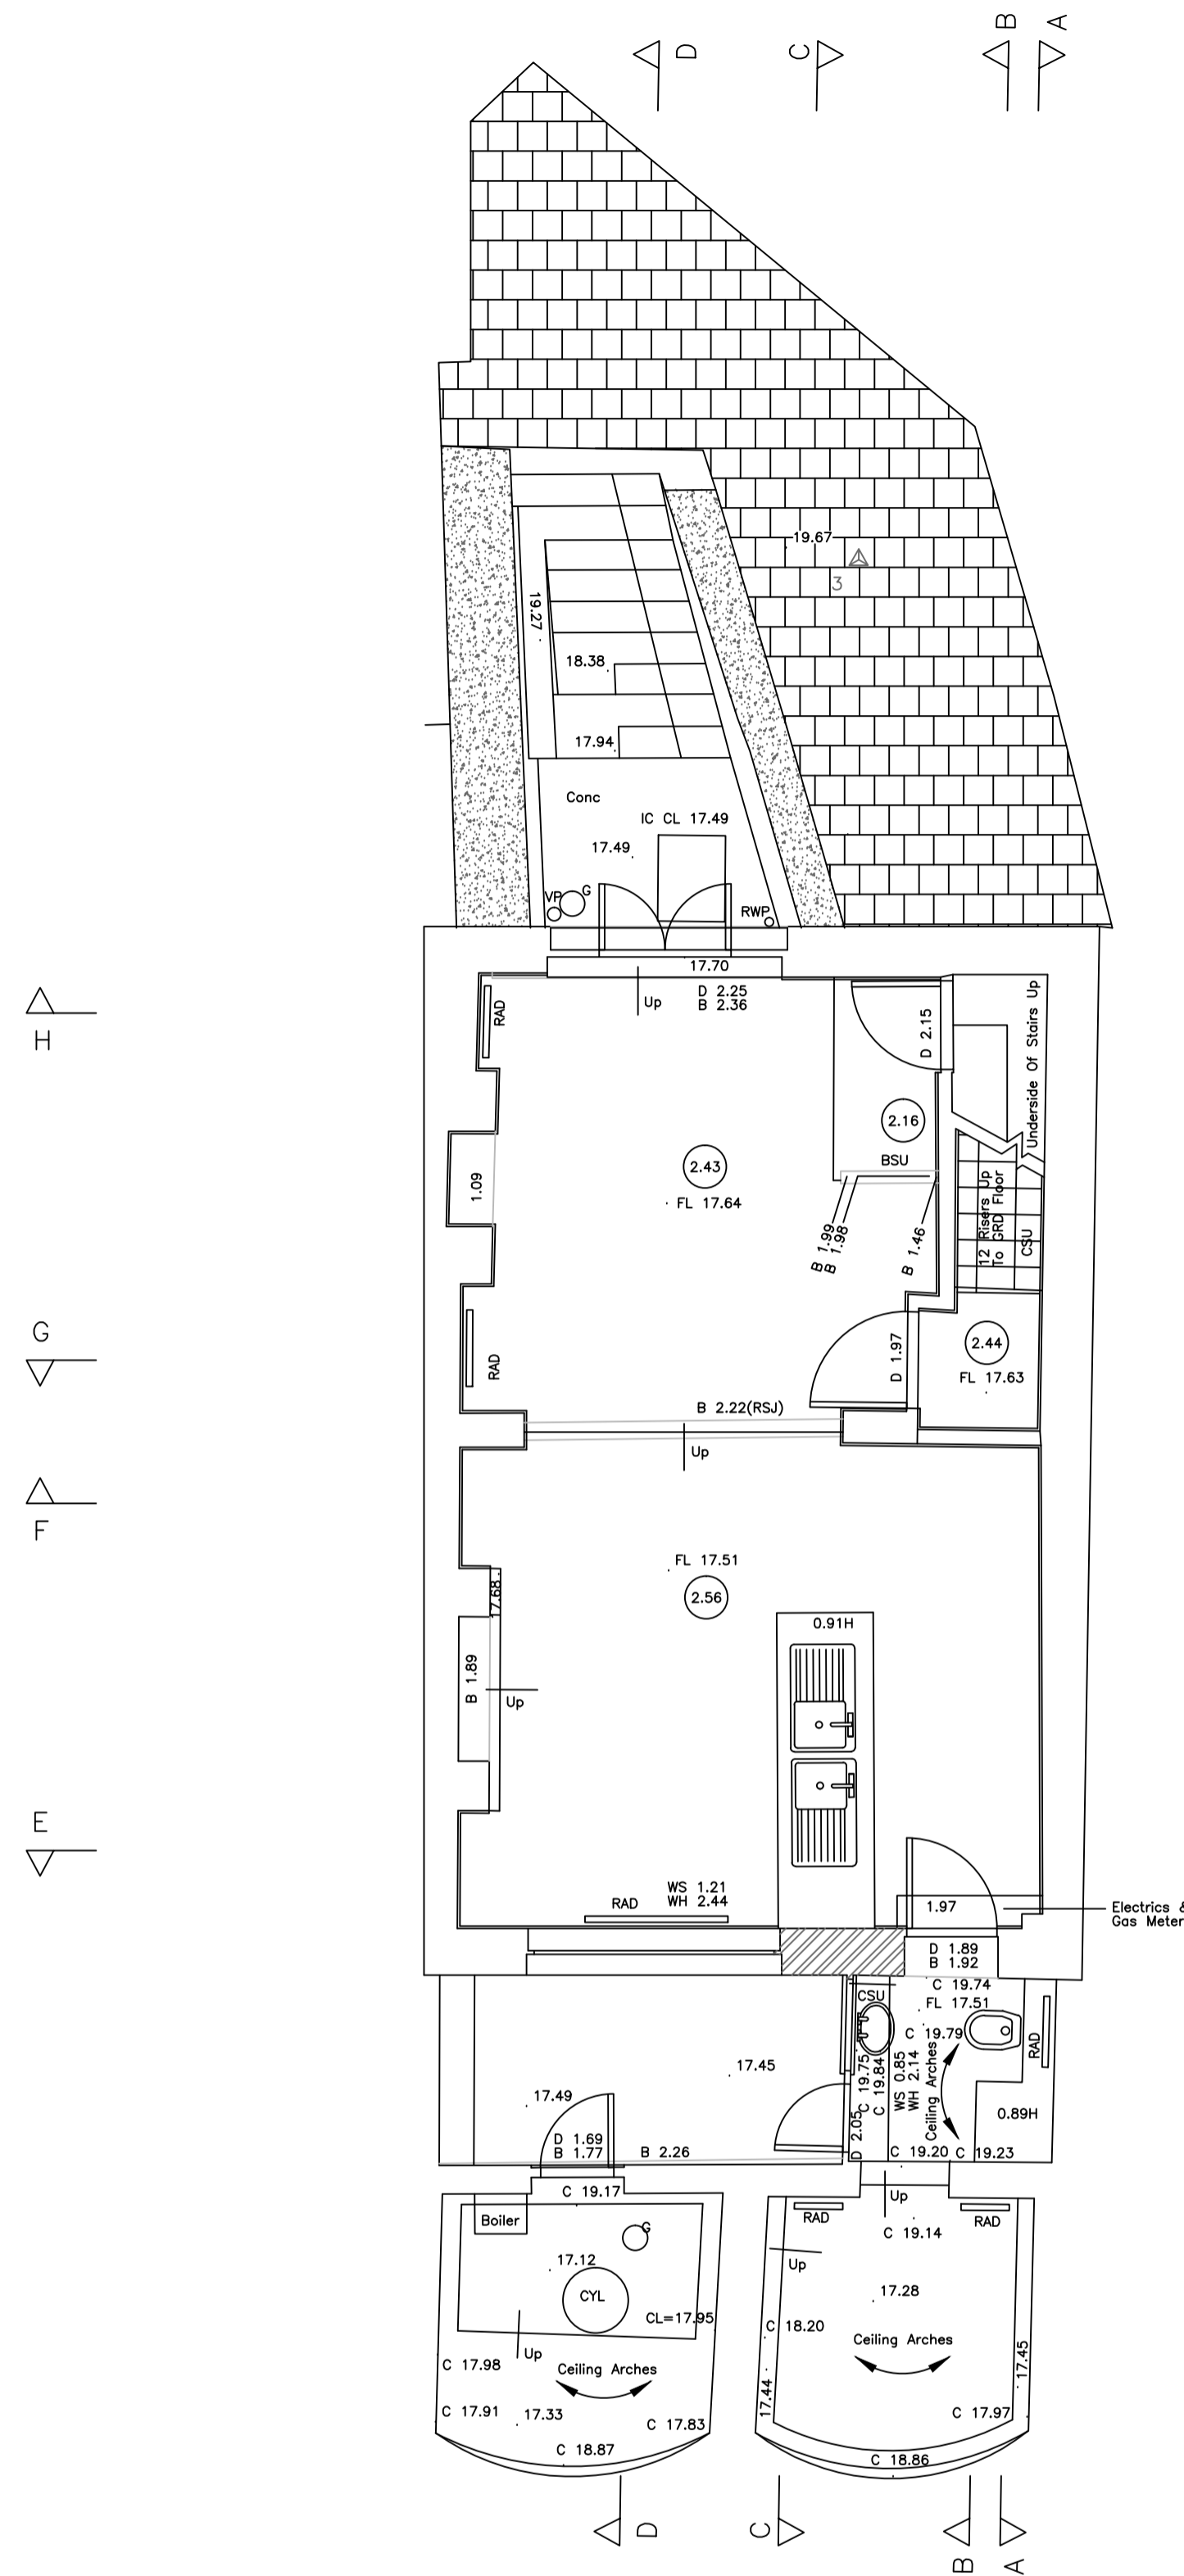 B
A
D
C
19.67
3
19.27
18.38
17.94
Conc
IC CL 17.49
17.49
VP
G
RWP
17.70
D 2.25
B 2.36
Up
RAD
H
D 2.15
Underside Of Stairs Up
2.16
BSU
2.43
FL 17.64
1.09
12 Risers Up
To GRD Floor
CSU
B 1.99
B 1.98
B 1.46
G
RAD
D 1.97
2.44
FL 17.63
B 2.22(RSJ)
Up
F
FL 17.51
2.56
17.68
0.91H
B 1.89
Up
E
WS 1.21
WH 2.44
RAD
1.97
Electrics &
Gas Meter
D 1.89
B 1.92
C 19.74
CSU
FL 17.51
C 19.79
RAD
17.45
C 19.75
C 19.84
WS 0.85
WH 2.14
Ceiling Arches
17.49
0.89H
D 2.05
D 1.69
B 1.77
B 2.26
C 19.20
C 19.23
C 19.17
Up
Boiler
RAD
RAD
G
C 19.14
17.12
Up
17.28
CYL
CL=17.95
C 18.20
Up
Ceiling Arches
C 17.98
Ceiling Arches
17.45
17.44
C 17.91
17.33
C 17.83
C 17.97
C 18.87
C 18.86
D
C
B
A